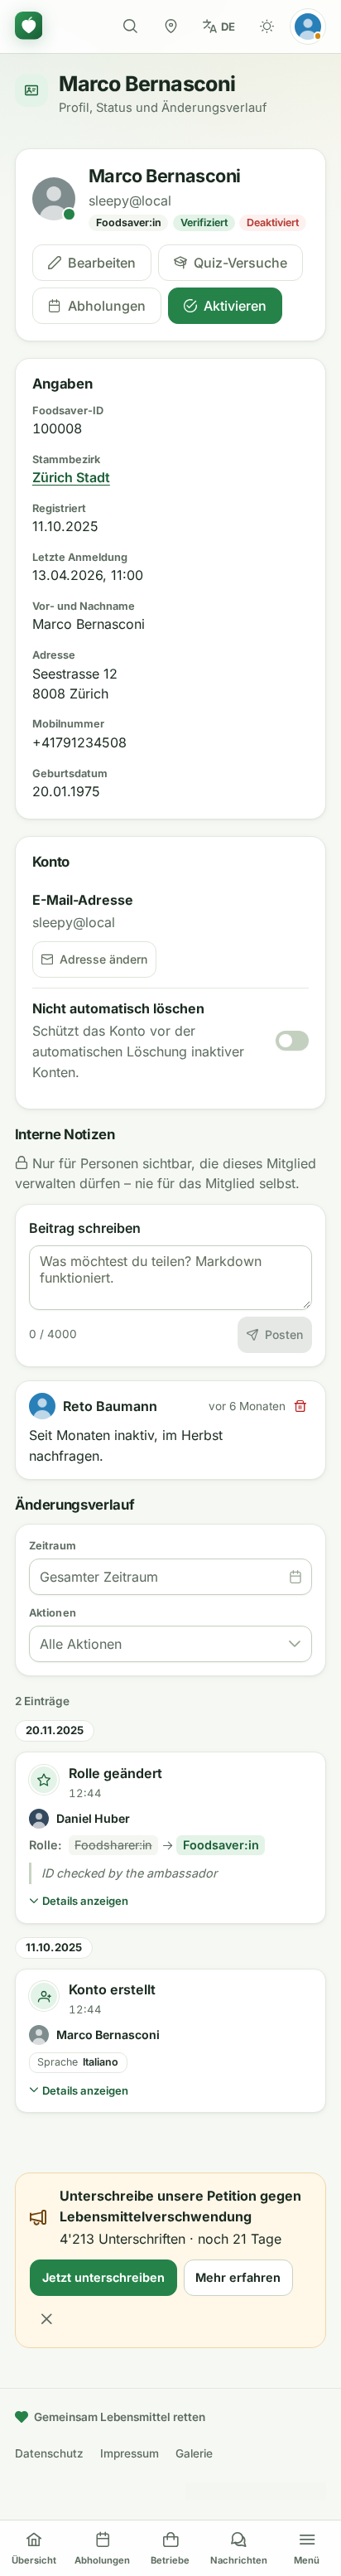 DE
Marco Bernasconi
Profil, Status und Änderungsverlauf
Marco Bernasconi
sleepy@local
Foodsaver:in Verifiziert Deaktiviert
Bearbeiten Quiz-Versuche
Abholungen Aktivieren
Angaben
Foodsaver-ID
100008
Stammbezirk
Zürich Stadt
Registriert
11.10.2025
Letzte Anmeldung
13.04.2026, 11:00
Vor- und Nachname
Marco Bernasconi
Adresse
Seestrasse 12
8008 Zürich
Mobilnummer
+41791234508
Geburtsdatum
20.01.1975
Konto
E-Mail-Adresse
sleepy@local
Adresse ändern
Nicht automatisch löschen
Schützt das Konto vor der
automatischen Löschung inaktiver
Konten.
Interne Notizen
Nur für Personen sichtbar, die dieses Mitglied
verwalten dürfen – nie für das Mitglied selbst.
Beitrag schreiben
Was möchtest du teilen? Markdown
funktioniert.
0 / 4000 Posten
Reto Baumann vor 6 Monaten
Seit Monaten inaktiv, im Herbst
nachfragen.
Änderungsverlauf
Zeitraum
Gesamter Zeitraum
Aktionen
Alle Aktionen
2 Einträge
20.11.2025
Rolle geändert
12:44
Daniel Huber
Rolle: Foodsharer:in → Foodsaver:in
ID checked by the ambassador
Details anzeigen
11.10.2025
Konto erstellt
12:44
Marco Bernasconi
Sprache Italiano
Details anzeigen
Unterschreibe unsere Petition gegen
Lebensmittelverschwendung
4'213 Unterschriften · noch 21 Tage
Jetzt unterschreiben Mehr erfahren
Gemeinsam Lebensmittel retten
Datenschutz Impressum Galerie
Übersicht Abholungen Betriebe Nachrichten Menü